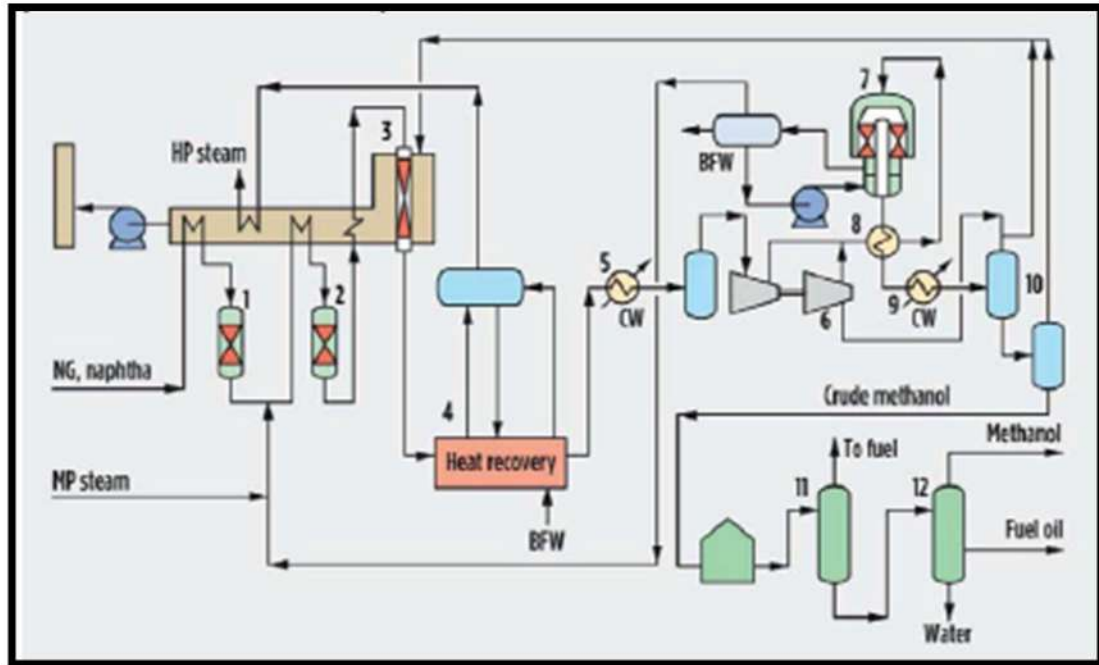 HP steam
3
7
BFW
8
5
CW
6
9
CW
10
1
2
NG, naphtha
4
Heat recovery
MP steam
BFW
Crude methanol
Methanol
To fuel
11
12
Fuel oil
Water